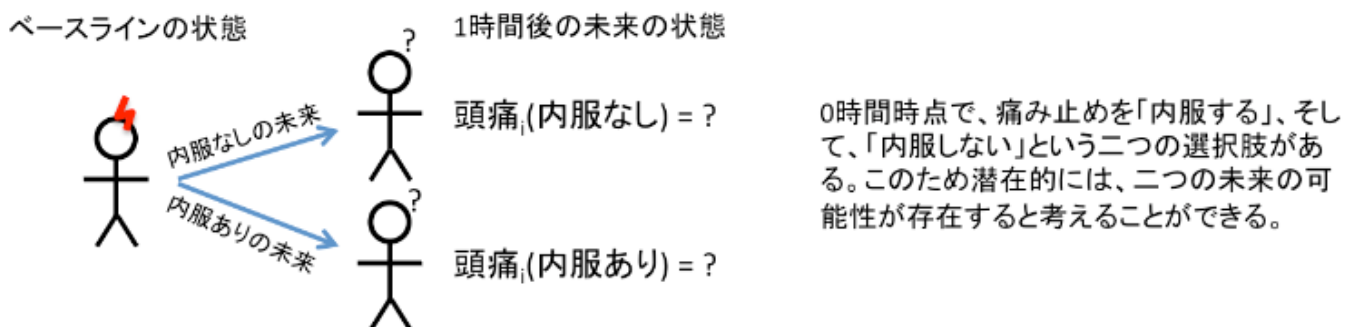 ベースラインの状態
1時間後の未来の状態
?
内服なしの未来
頭痛i(内服なし) = ?
内服ありの未来
?
頭痛i(内服あり) = ?
0時間時点で、痛み止めを「内服する」、そし
て、「内服しない」という二つの選択肢があ
る。このため潜在的には、二つの未来の可
能性が存在すると考えることができる。